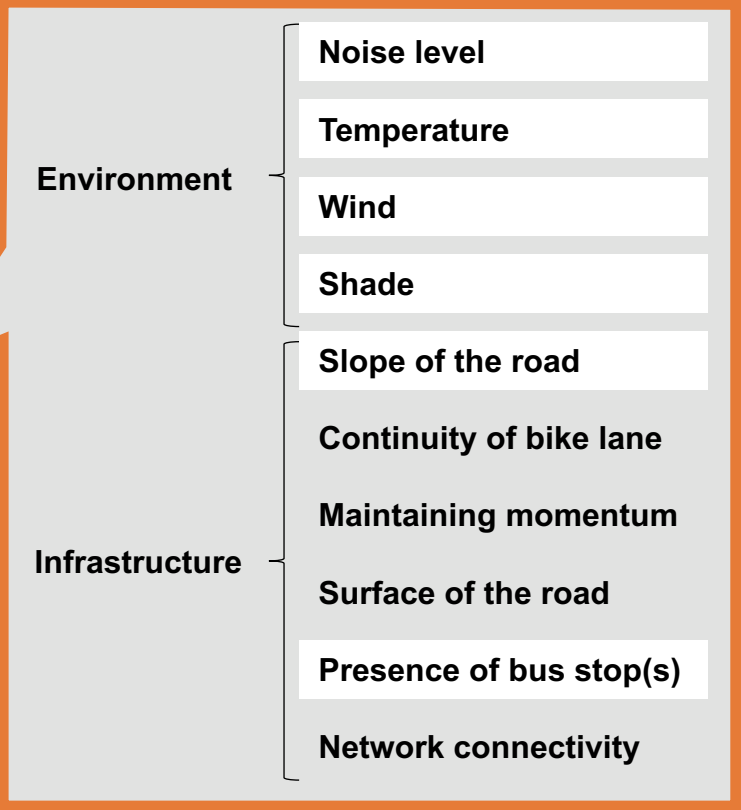 Environment
Noise level
Temperature
Wind
Shade
Infrastructure
Slope of the road
Continuity of bike lane
Maintaining momentum
Surface of the road
Presence of bus stop(s)
Network connectivity